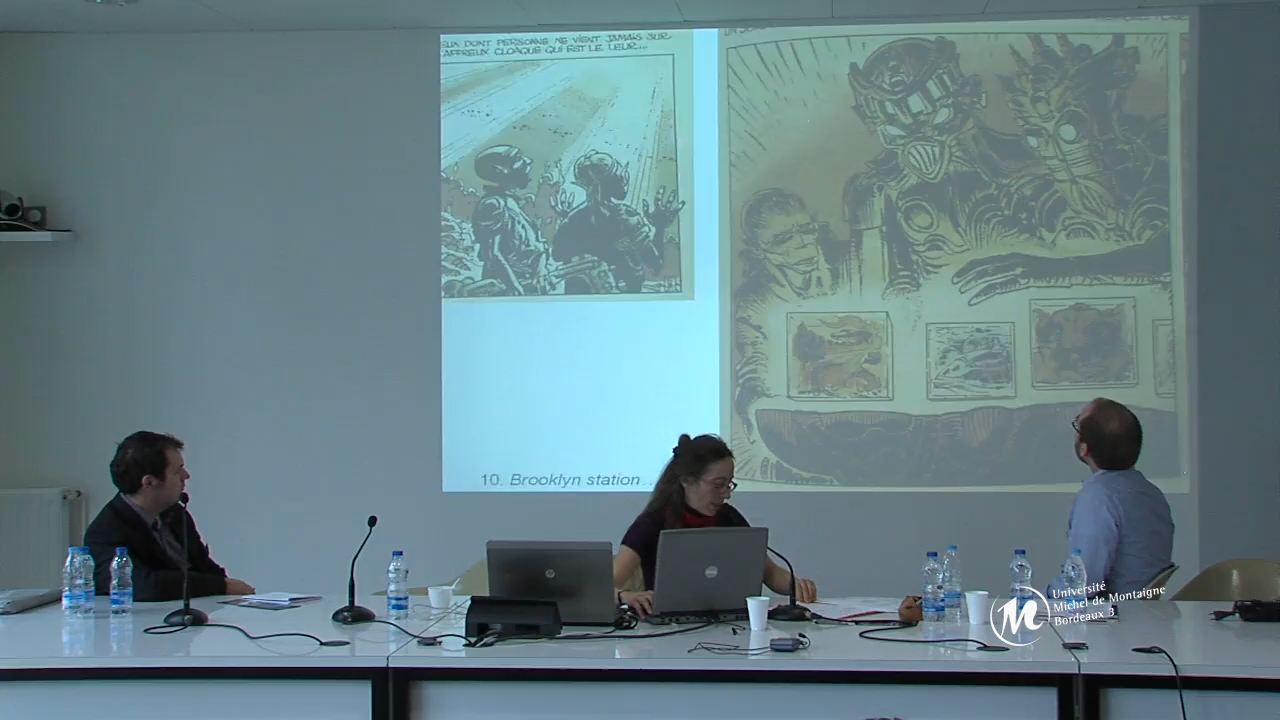 EUX DONT PERSONNE NE VIENT JAMAIS SUR
AFFREUX CLOAQUE QUI EST LE LEUR...
10. Brooklyn station
Université
Michel de Montaigne
Bordeaux 3